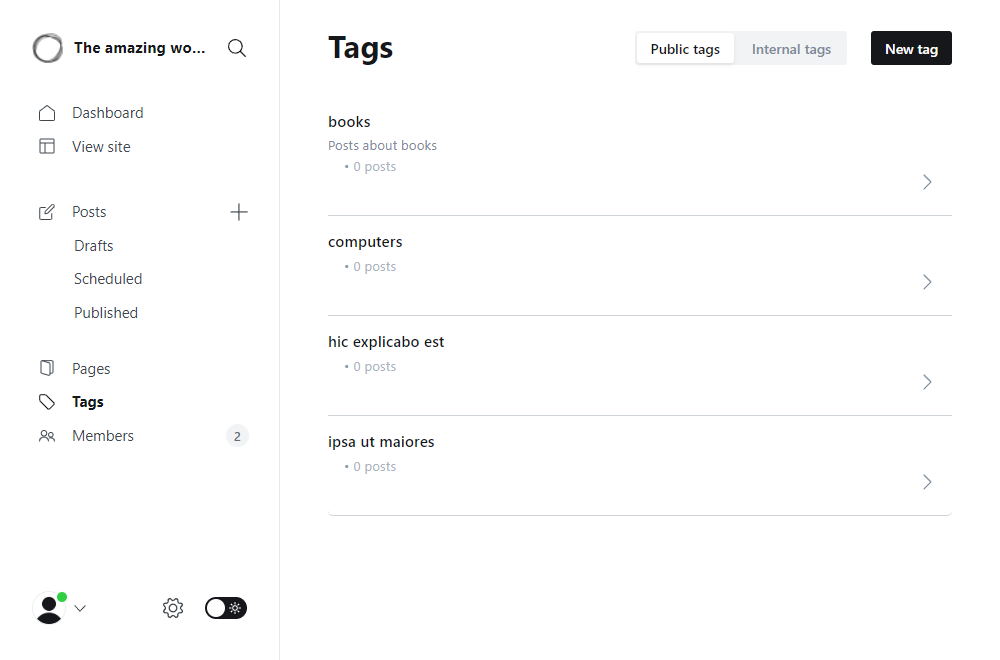 The amazing wo...
Dashboard
View site
Posts
Drafts
Scheduled
Published
Pages
Tags
Members
2
Tags
Public tags
Internal tags
New tag
books
Posts about books
• 0 posts
computers
• 0 posts
hic explicabo est
• 0 posts
ipsa ut maiores
• 0 posts